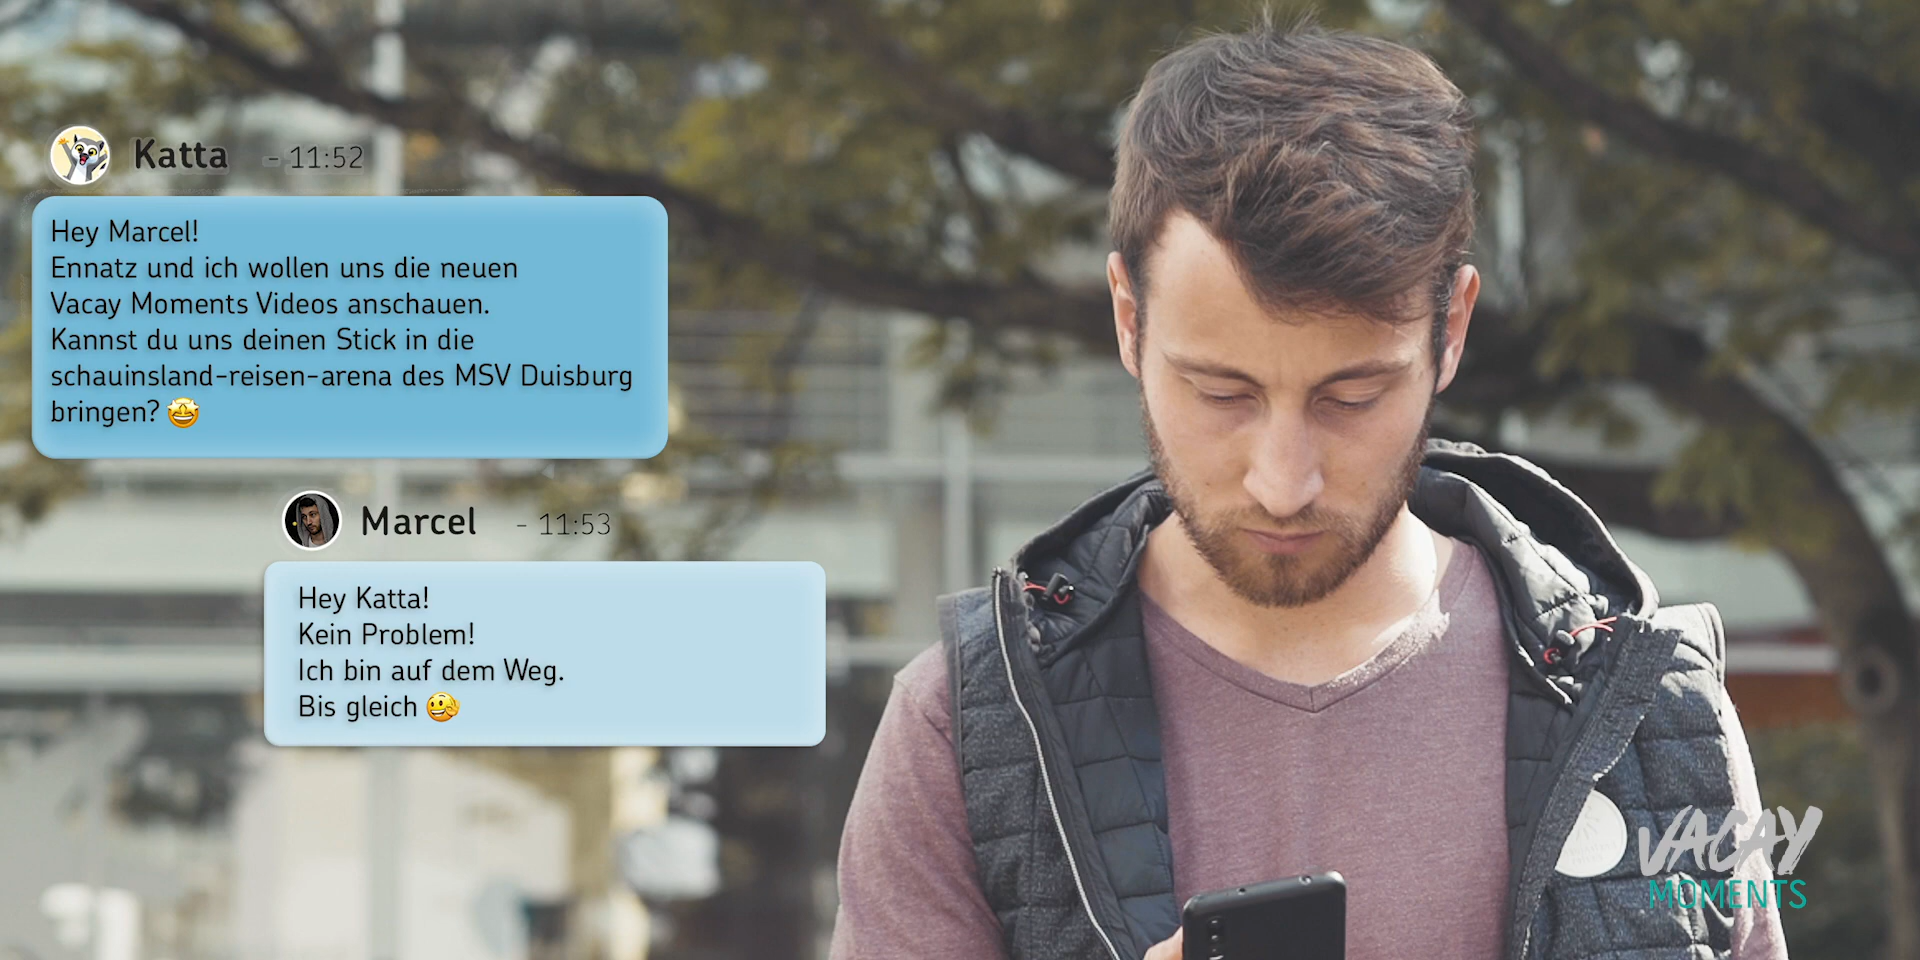 Katta - 11:52
Hey Marcel!
Ennatz und ich wollen uns die neuen
Vacay Moments Videos anschauen.
Kannst du uns deinen Stick in die
schauinsland-reisen-arena des MSV Duisburg
bringen? 🤩
Marcel - 11:53
Hey Katta!
Kein Problem!
Ich bin auf dem Weg.
Bis gleich
VACAY
MOMENTS